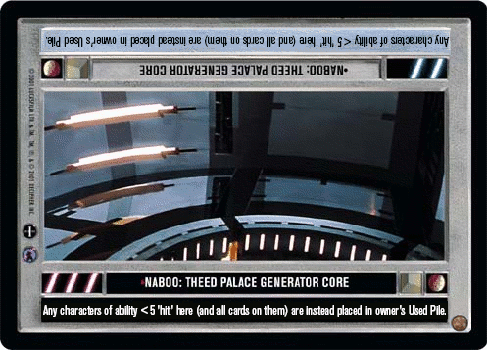 Any characters of ability < 5 'hit' here (and all cards on them) are instead placed in owner's Used Pile.
•NABOO: THEED PALACE GENERATOR CORE
•NABOO: THEED PALACE GENERATOR CORE
Any characters of ability < 5 'hit' here (and all cards on them) are instead placed in owner's Used Pile.